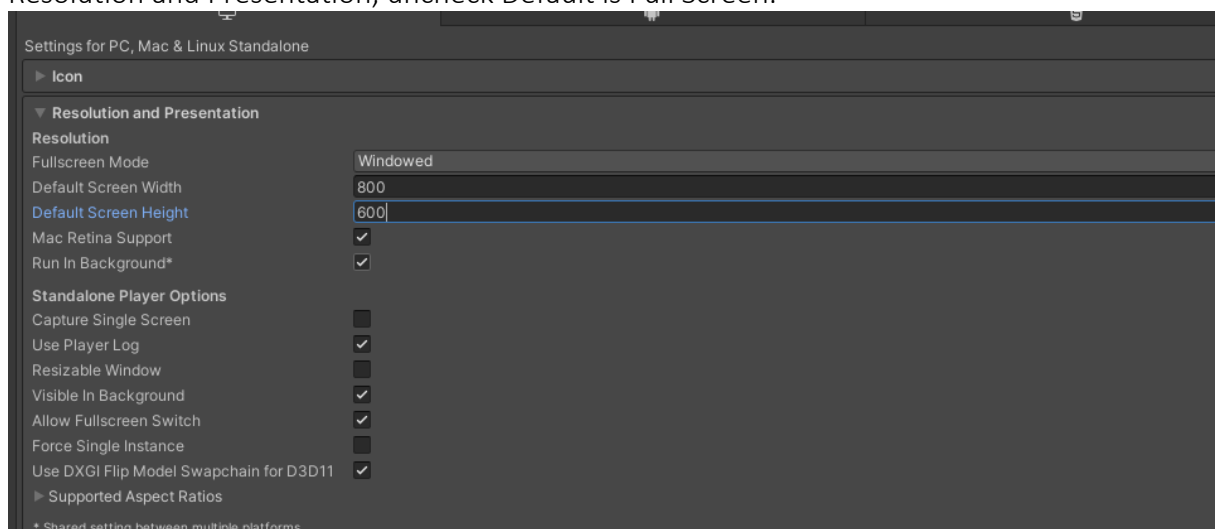 Resolution and Presentation, uncheck Default is Full Screen.
Settings for PC, Mac & Linux Standalone
Icon
Resolution and Presentation
Resolution
Fullscreen Mode Windowed
Default Screen Width 800
Default Screen Height 600
Mac Retina Support
Run In Background*
Standalone Player Options
Capture Single Screen
Use Player Log
Resizable Window
Visible In Background
Allow Fullscreen Switch
Force Single Instance
Use DXGI Flip Model Swapchain for D3D11
Supported Aspect Ratios
* Shared setting between multiple platforms.